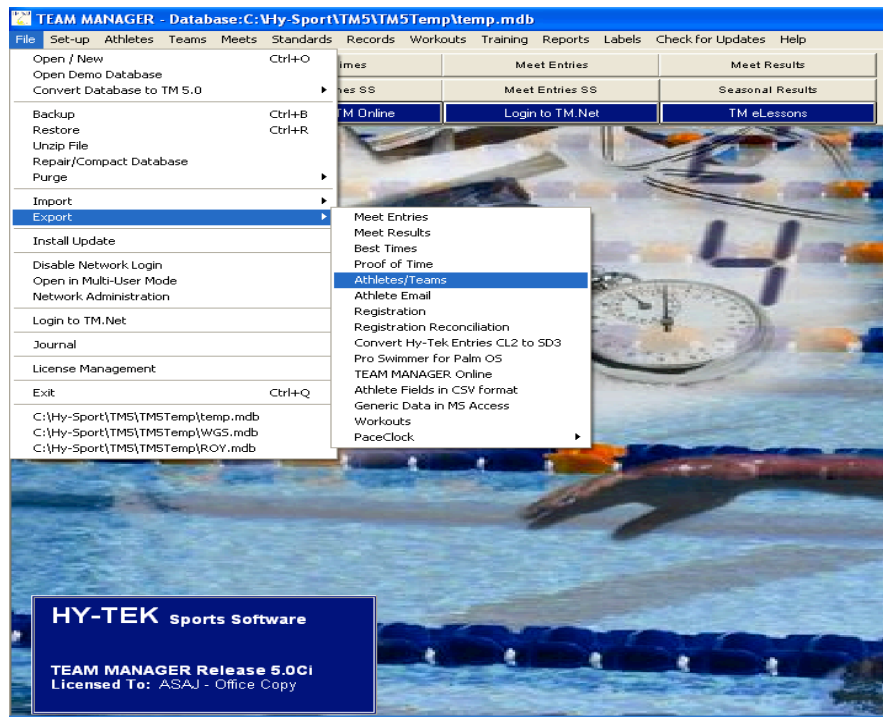 TEAM MANAGER - Database:C:\Hy-Sport\TM5\TM5Temp\temp.mdb
File Set-up Athletes Teams Meets Standards Records Workouts Training Reports Labels Check for Updates Help
imes Meet Entries Meet Results
nes SS Meet Entries SS Seasonal Results
TM Online Login to TM.Net TM eLessons
Open / New Ctrl+O
Open Demo Database
Convert Database to TM 5.0
Backup Ctrl+B
Restore Ctrl+R
Unzip File
Repair/Compact Database
Purge
Import
Export
Install Update
Disable Network Login
Open in Multi-User Mode
Network Administration
Login to TM.Net
Journal
License Management
Exit Ctrl+Q
C:\Hy-Sport\TM5\TM5Temp\temp.mdb
C:\Hy-Sport\TM5\TM5Temp\WGS.mdb
C:\Hy-Sport\TM5\TM5Temp\ROY.mdb
Meet Entries
Meet Results
Best Times
Proof of Time
Athletes/Teams
Athlete Email
Registration
Registration Reconciliation
Convert Hy-Tek Entries CL2 to SD3
Pro Swimmer for Palm OS
TEAM MANAGER Online
Athlete Fields in CSV format
Generic Data in MS Access
Workouts
PaceClock
HY-TEK Sports Software
TEAM MANAGER Release 5.0Ci
Licensed To: ASAJ - Office Copy